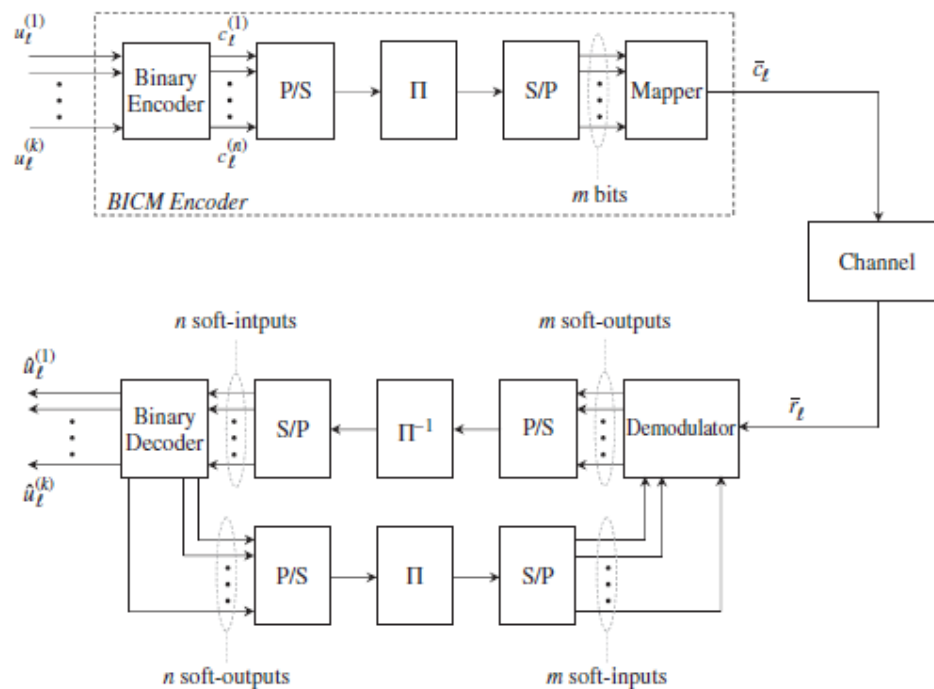 u_ℓ^(1)
c_ℓ^(1)
Binary
Encoder
P/S
Π
S/P
Mapper
c̄_ℓ
u_ℓ^(k)
c_ℓ^(n)
BICM Encoder
m bits
Channel
n soft-intputs
m soft-outputs
û_ℓ^(1)
Binary
Decoder
S/P
Π^−1
P/S
Demodulator
r̄_ℓ
û_ℓ^(k)
P/S
Π
S/P
n soft-outputs
m soft-inputs